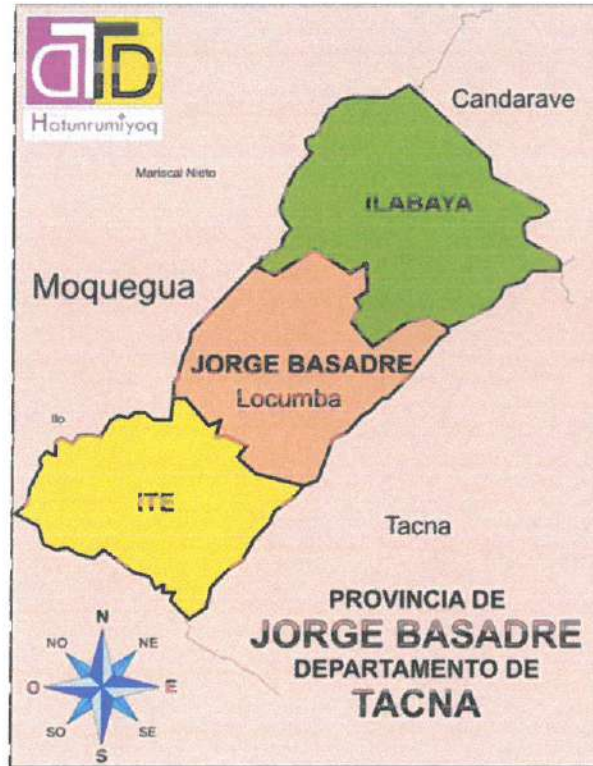 dTD
Hatunrumiyoq
Candarave
Mariscal Nieto
ILABAYA
Moquegua
JORGE BASADRE
Locumba
Ilo
ITE
Tacna
PROVINCIA DE
JORGE BASADRE
DEPARTAMENTO DE
TACNA
N
NO
NE
O
E
SO
SE
S